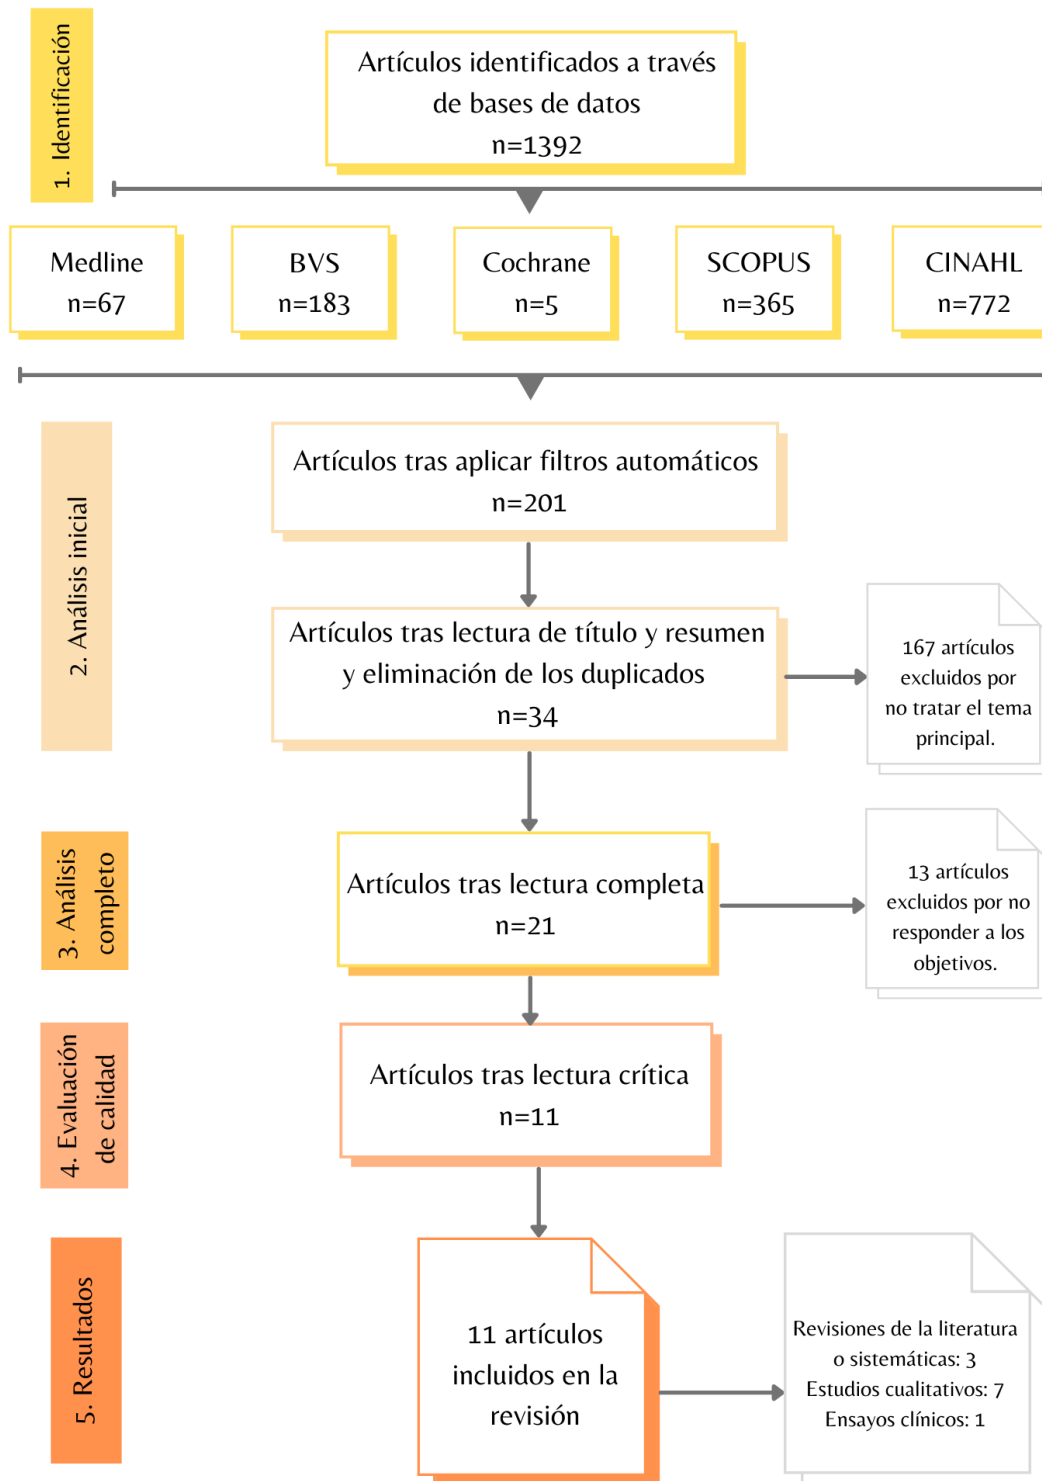 1. Identificación
Artículos identificados a través
de bases de datos
n=1392
Medline
n=67
BVS
n=183
Cochrane
n=5
SCOPUS
n=365
CINAHL
n=772
2. Análisis inicial
Artículos tras aplicar filtros automáticos
n=201
Artículos tras lectura de título y resumen
y eliminación de los duplicados
n=34
167 artículos
excluidos por
no tratar el tema
principal.
3. Análisis
completo
Artículos tras lectura completa
n=21
13 artículos
excluidos por no
responder a los
objetivos.
4. Evaluación
de calidad
Artículos tras lectura crítica
n=11
5. Resultados
11 artículos
incluidos en la
revisión
Revisiones de la literatura
o sistemáticas: 3
Estudios cualitativos: 7
Ensayos clínicos: 1